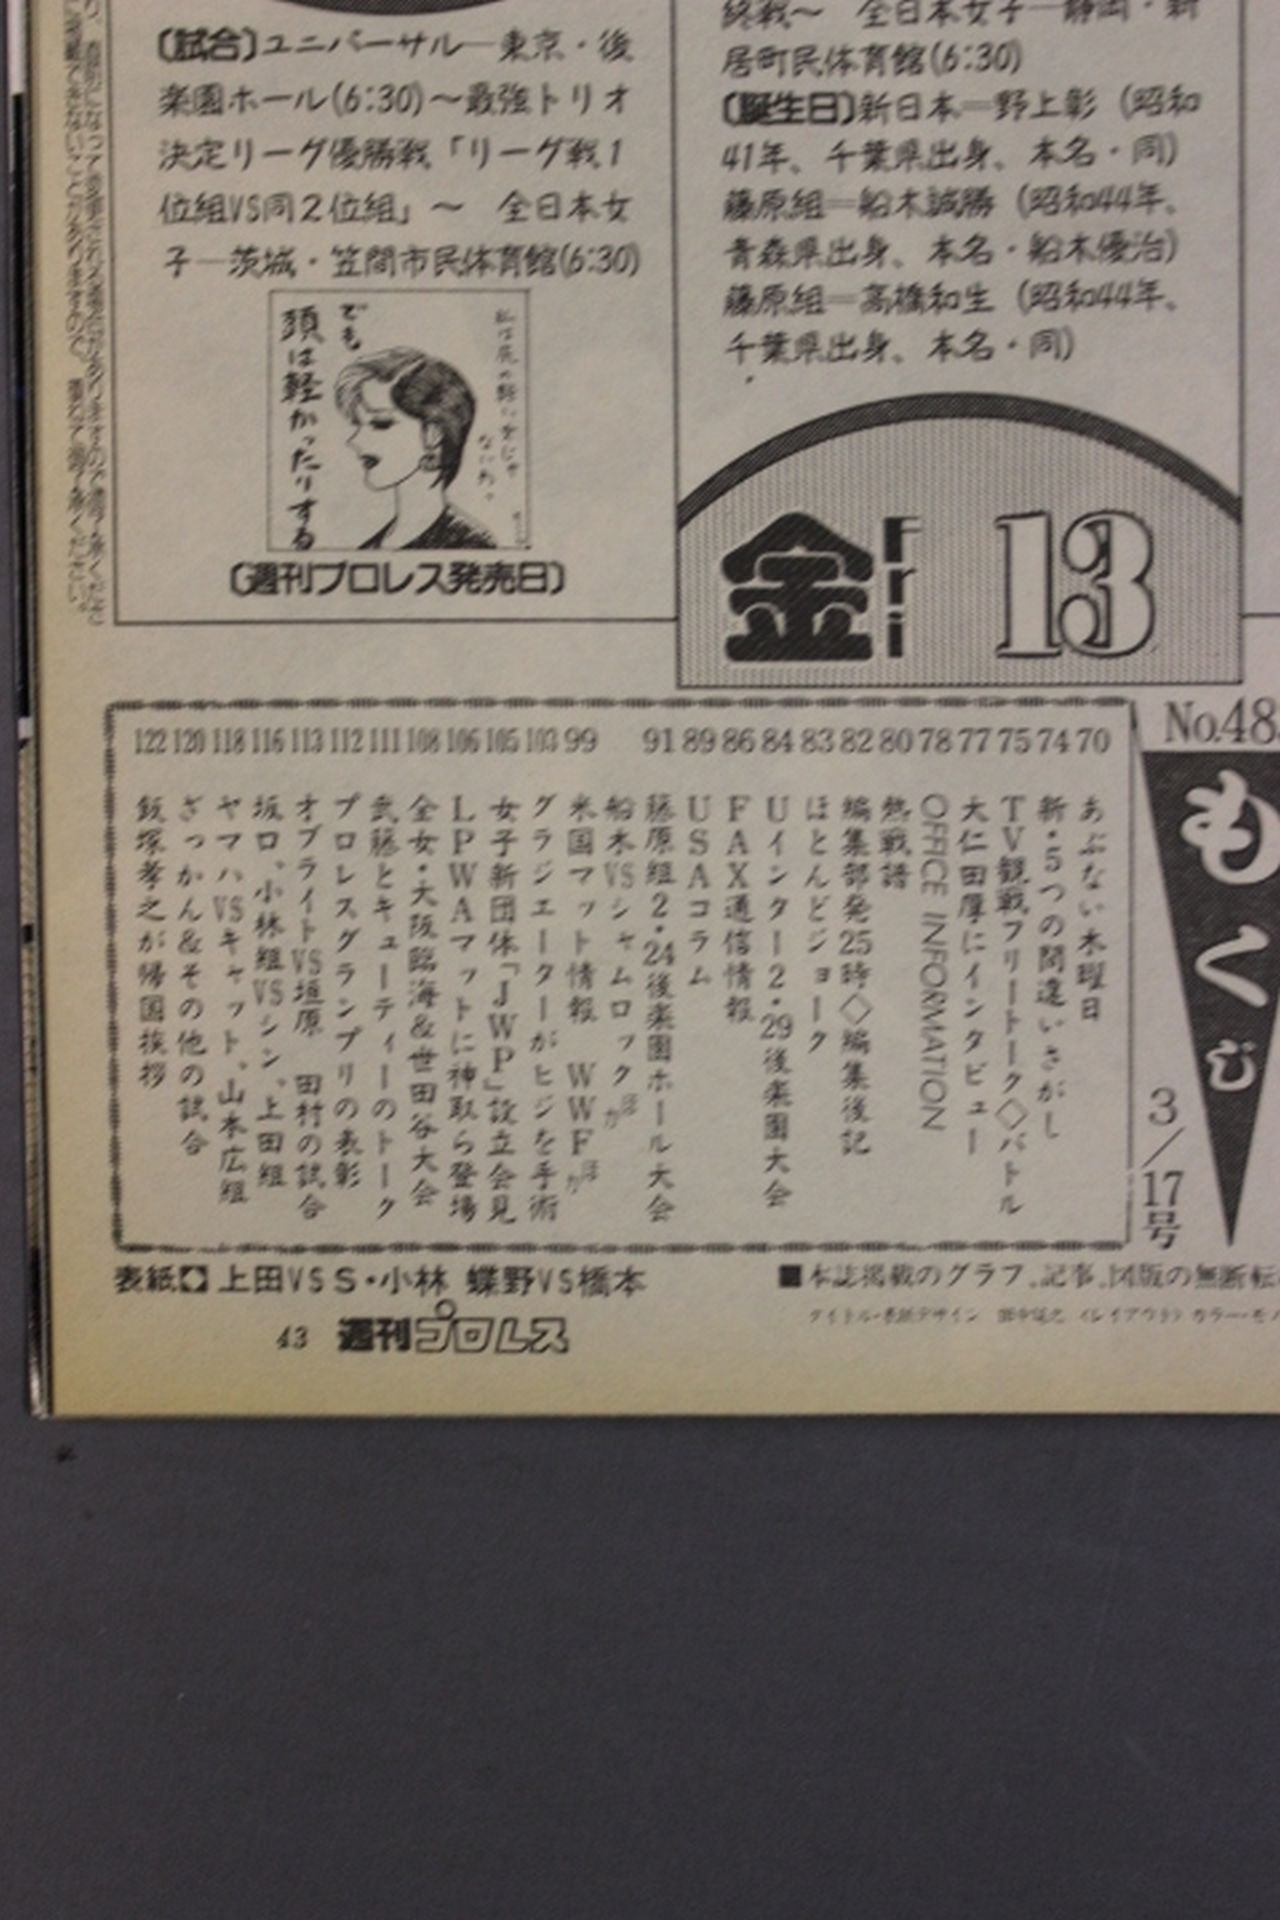 〔試合〕ユニバーサル―東京・後
楽園ホール(6:30)～最強トリオ
決定リーグ優勝戦「リーグ戦1
位組VS同2位組」～ 全日本女
子―茨城・笠間市民体育館(6:30)
でも
頭は軽かったりする
〔週刊プロレス発売日〕
終戦～ 全日本女子―静岡・新
居町民体育館(6:30)
〔誕生日〕新日本＝野上彰(昭和
41年、千葉県出身、本名・同)
藤原組＝船木誠勝(昭和44年、
青森県出身、本名・船木優治)
藤原組＝高橋和生(昭和44年、
千葉県出身、本名・同)
金 Fri 13
No.48
もくじ
3/17号
70 あぶない木曜日
74 新・5つの間違いさがし
75 TV観戦フリートーク◇バトル
77 大仁田厚にインタビュー
78 OFFICE INFORMATION
80 熱戦譜
82 編集部発25時◇編集後記
83 ほとんどジョーク
84 Uインター2・29後楽園大会
86 FAX通信情報
89 USAコラム
91 藤原組2・24後楽園ホール大会
船木VSシャムロックほか
99 米国マット情報 WWFほか
103 グラジエーターがヒジを手術
105 女子新団体「JWP」設立会見
106 LPWAマットに神取ら登場
108 全女・大阪臨海&世田谷大会
111 武藤とキューティーのトーク
112 プロレスグランプリの表彰
113 オブライトVS垣原 田村の試合
116 坂口、小林組VSシン、上田組
118 ヤマハVSキャット、山本広組
120 ざっかん&その他の試合
122 飯塚孝之が帰国挨拶
表紙◆上田VSS・小林 蝶野VS橋本
■本誌掲載のグラフ、記事、図版の無断転
43 週刊プロレス